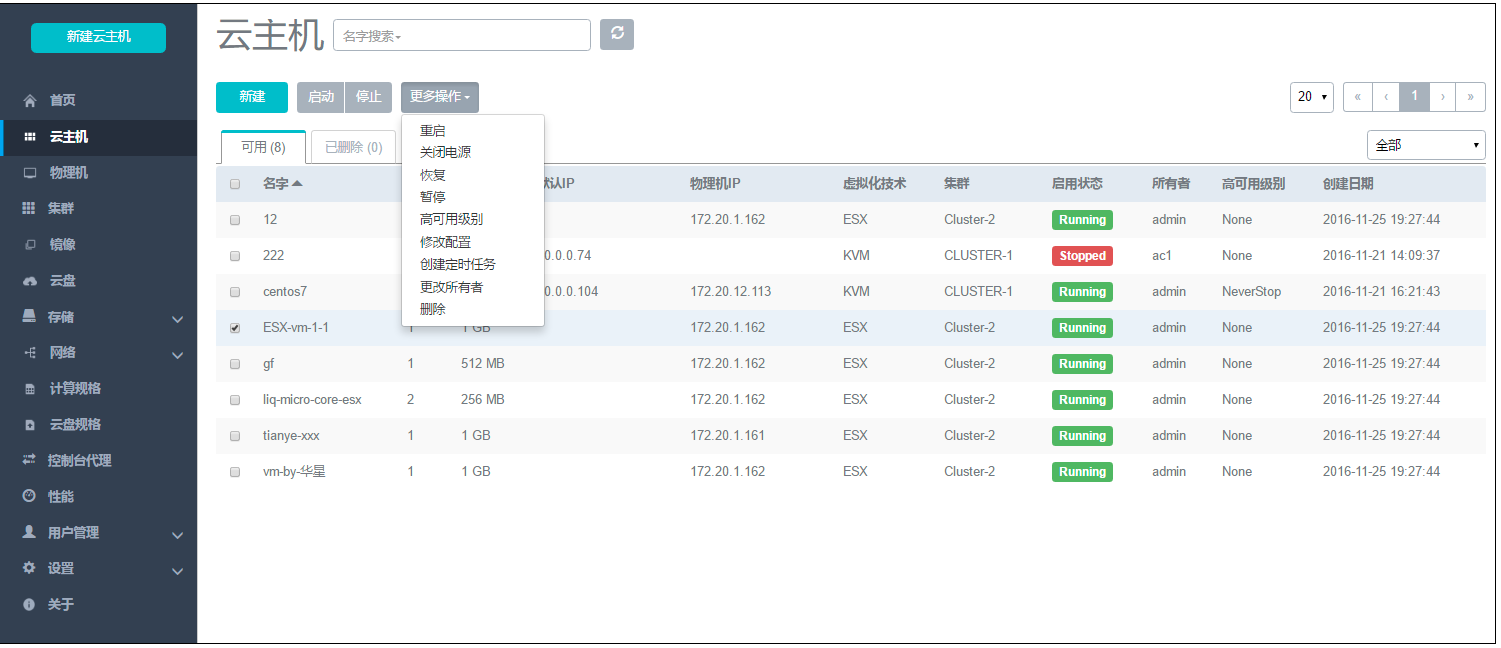 新建云主机
首页
云主机
物理机
集群
镜像
云盘
存储
网络
计算规格
云盘规格
控制台代理
性能
用户管理
设置
关于
云主机 名字搜索
新建 启动 停止 更多操作 20 « ‹ 1 › »
重启
关闭电源
恢复
暂停
高可用级别
修改配置
创建定时任务
更改所有者
删除
可用 (8) 已删除 (0) 全部
名字 默认IP 物理机IP 虚拟化技术 集群 启用状态 所有者 高可用级别 创建日期
12 172.20.1.162 ESX Cluster-2 Running admin None 2016-11-25 19:27:44
222 0.0.0.74 KVM CLUSTER-1 Stopped ac1 None 2016-11-21 14:09:37
centos7 0.0.0.104 172.20.12.113 KVM CLUSTER-1 Running admin NeverStop 2016-11-21 16:21:43
ESX-vm-1-1 1 1 GB 172.20.1.162 ESX Cluster-2 Running admin None 2016-11-25 19:27:44
gf 1 512 MB 172.20.1.162 ESX Cluster-2 Running admin None 2016-11-25 19:27:44
liq-micro-core-esx 2 256 MB 172.20.1.162 ESX Cluster-2 Running admin None 2016-11-25 19:27:44
tianye-xxx 1 1 GB 172.20.1.161 ESX Cluster-2 Running admin None 2016-11-25 19:27:44
vm-by-华星 1 1 GB 172.20.1.162 ESX Cluster-2 Running admin None 2016-11-25 19:27:44